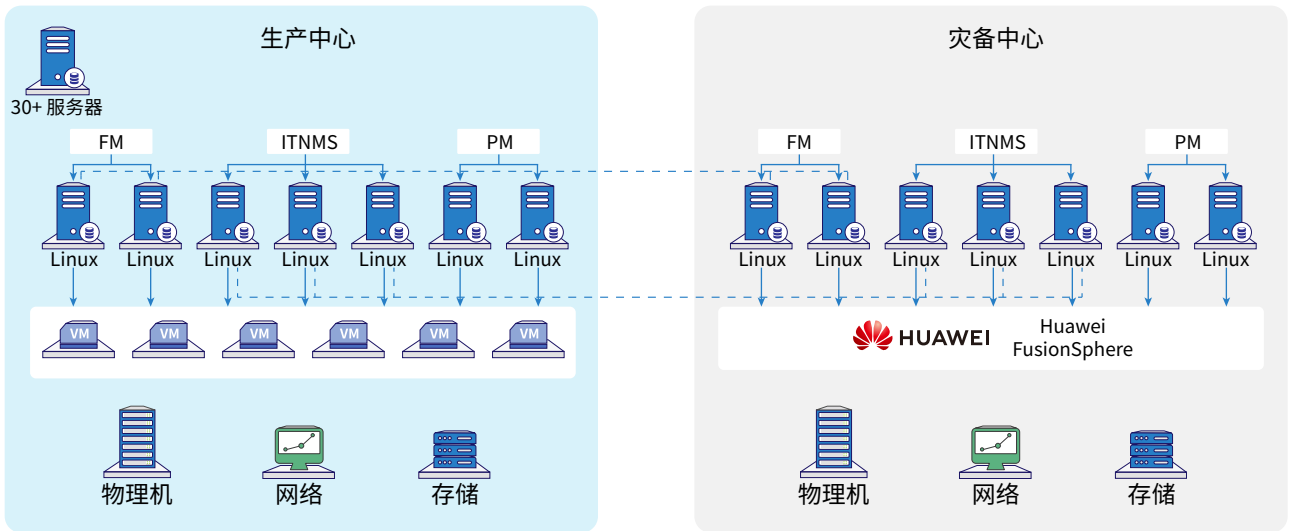 生产中心
30+ 服务器
FM
ITNMS
PM
Linux
Linux
Linux
Linux
Linux
Linux
Linux
VM
VM
VM
VM
VM
VM
物理机
网络
存储
灾备中心
FM
ITNMS
PM
Linux
Linux
Linux
Linux
Linux
Linux
Linux
HUAWEI
Huawei
FusionSphere
物理机
网络
存储